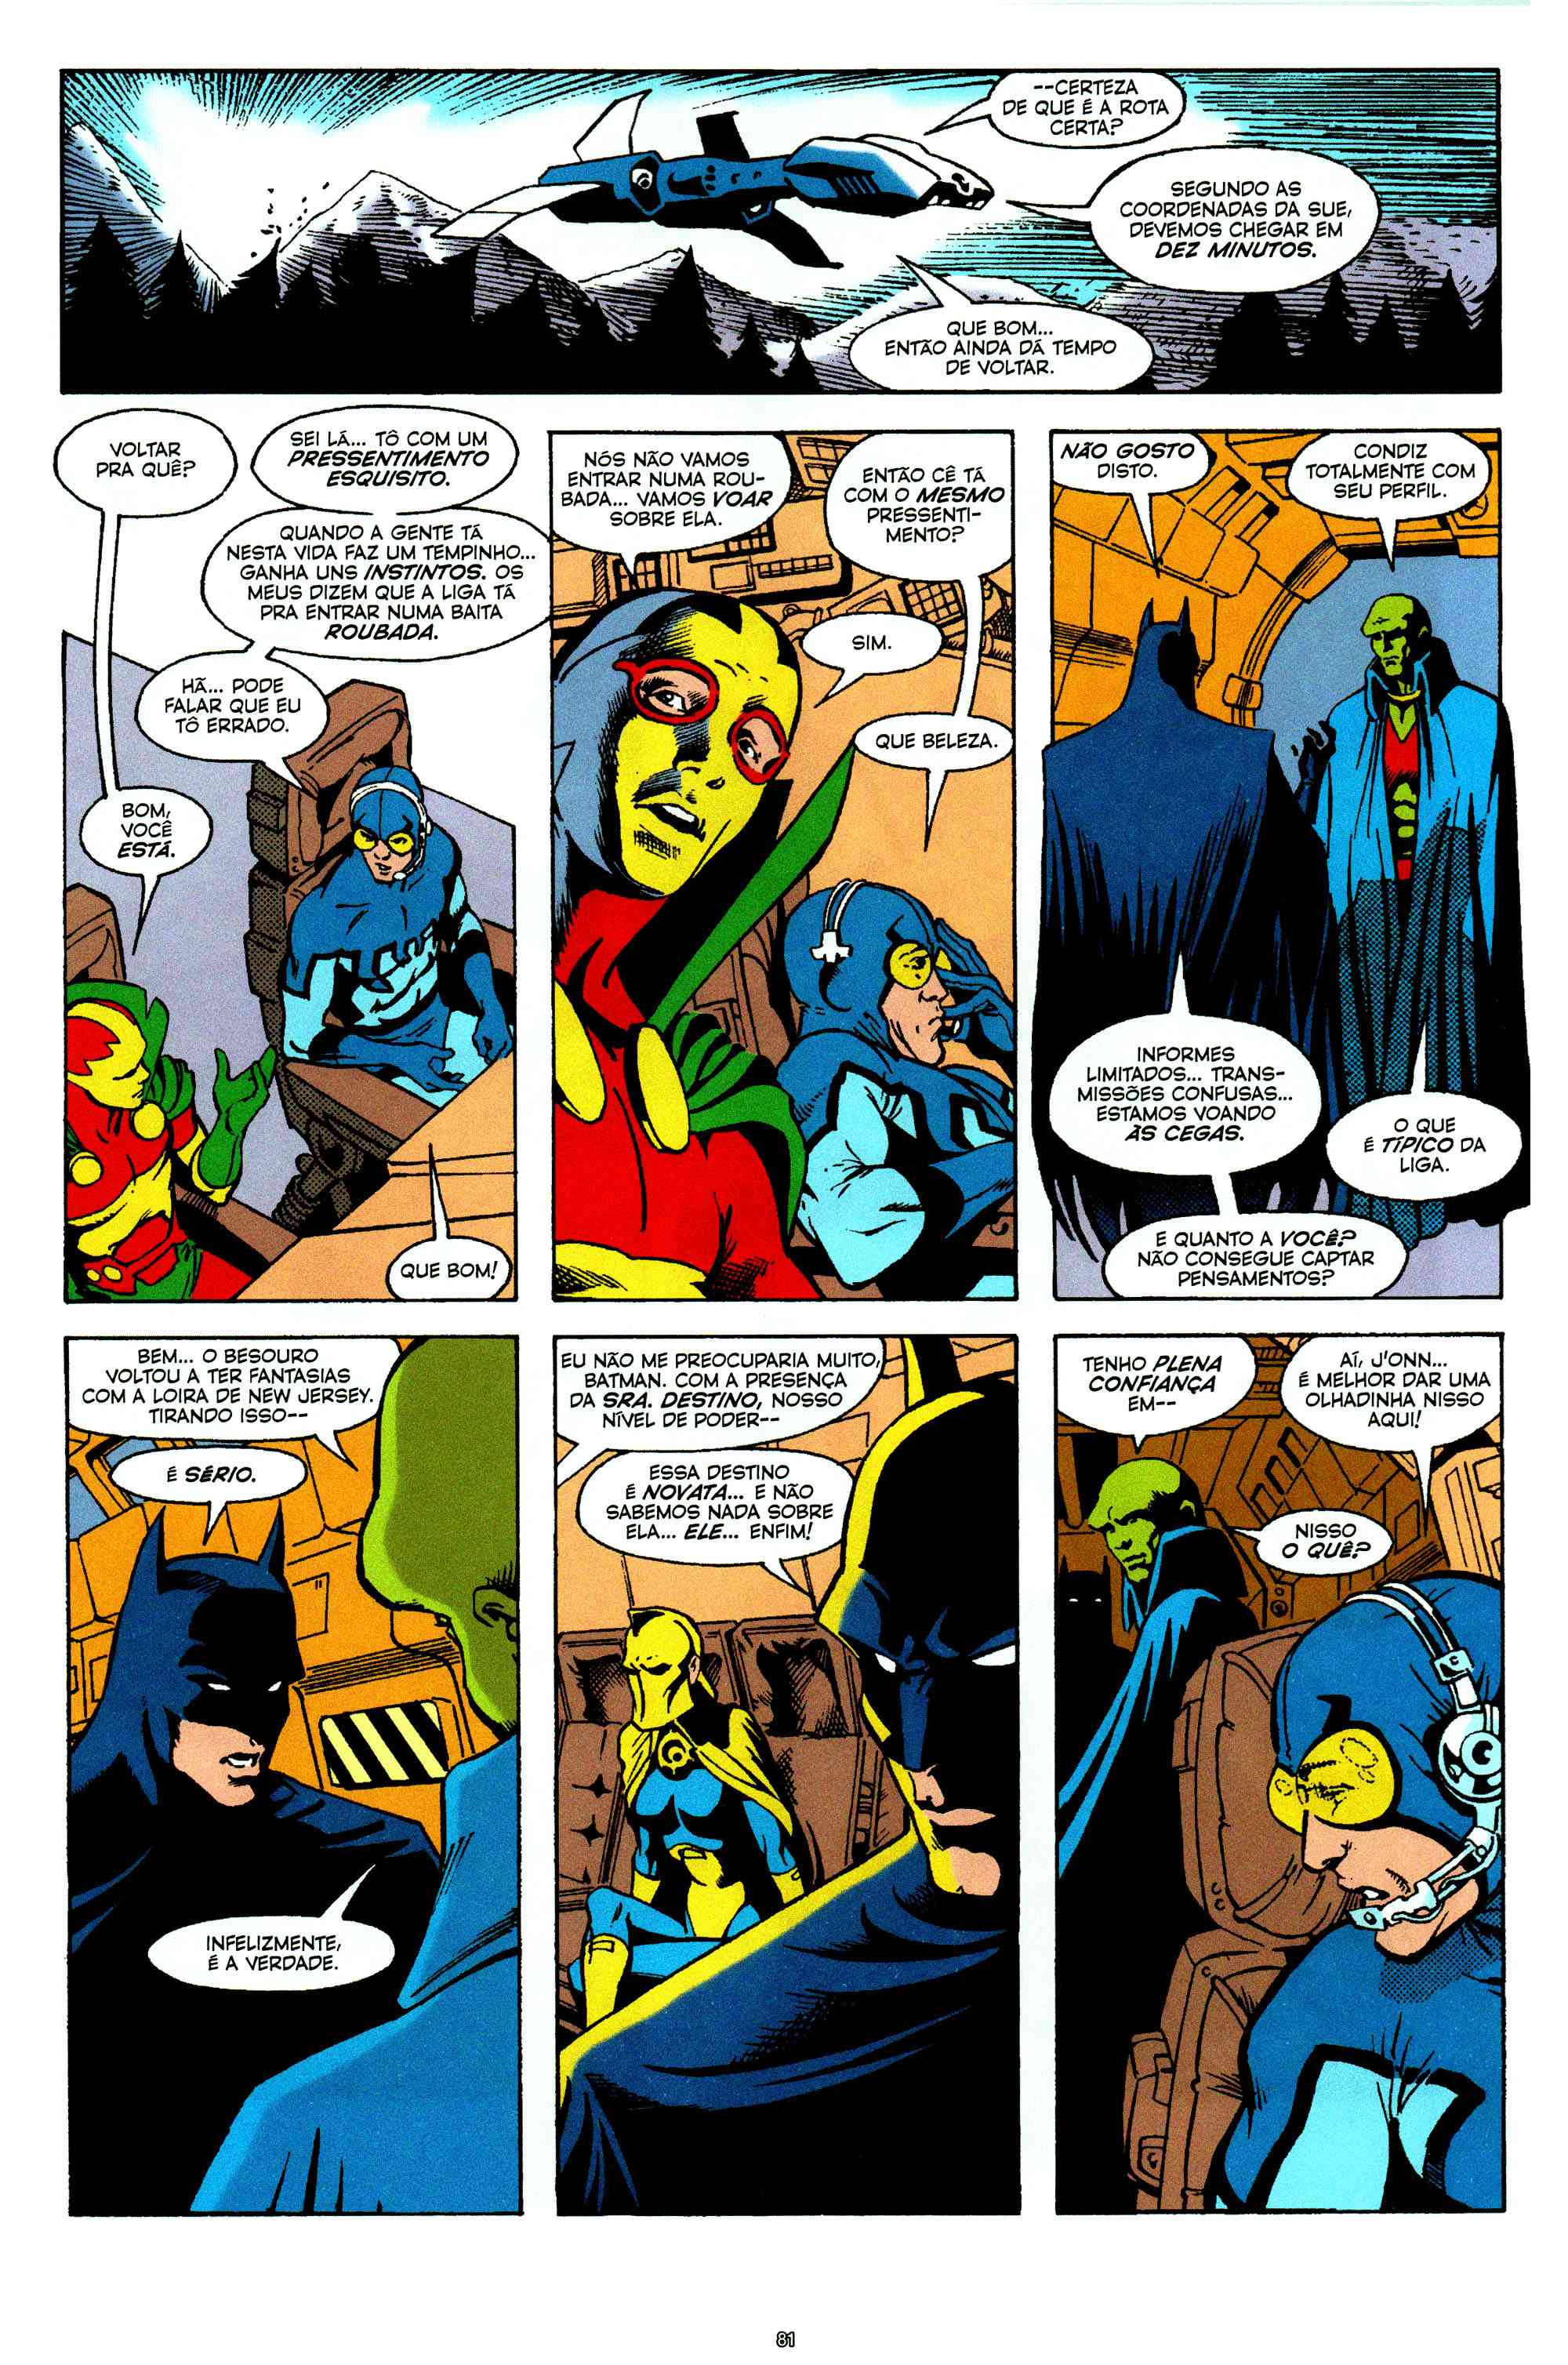 --CERTEZA
DE QUE É A ROTA
CERTA?
SEGUNDO AS
COORDENADAS DA SUE,
DEVEMOS CHEGAR EM
DEZ MINUTOS.
QUE BOM...
ENTÃO AINDA DÁ TEMPO
DE VOLTAR.
VOLTAR
PRA QUÊ?
SEI LÁ... TÔ COM UM
PRESSENTIMENTO
ESQUISITO.
QUANDO A GENTE TÁ
NESTA VIDA FAZ UM TEMPINHO...
GANHA UNS INSTINTOS. OS
MEUS DIZEM QUE A LIGA TÁ
PRA ENTRAR NUMA BAITA
ROUBADA.
HÃ... PODE
FALAR QUE EU
TÔ ERRADO.
BOM,
VOCÊ
ESTÁ.
QUE BOM!
NÓS NÃO VAMOS
ENTRAR NUMA ROU-
BADA... VAMOS VOAR
SOBRE ELA.
ENTÃO CÊ TÁ
COM O MESMO
PRESSENTI-
MENTO?
SIM.
QUE BELEZA.
NÃO GOSTO
DISTO.
CONDIZ
TOTALMENTE COM
SEU PERFIL.
INFORMES
LIMITADOS... TRANS-
MISSÕES CONFUSAS...
ESTAMOS VOANDO
ÀS CEGAS.
O QUE
É TÍPICO DA
LIGA.
E QUANTO A VOCÊ?
NÃO CONSEGUE CAPTAR
PENSAMENTOS?
BEM... O BESOURO
VOLTOU A TER FANTASIAS
COM A LOIRA DE NEW JERSEY.
TIRANDO ISSO--
É SÉRIO.
INFELIZMENTE,
É A VERDADE.
EU NÃO ME PREOCUPARIA MUITO,
BATMAN. COM A PRESENÇA
DA SRA. DESTINO, NOSSO
NÍVEL DE PODER--
ESSA DESTINO
É NOVATA... E NÃO
SABEMOS NADA SOBRE
ELA... ELE... ENFIM!
TENHO PLENA
CONFIANÇA
EM--
AÍ, J'ONN...
É MELHOR DAR UMA
OLHADINHA NISSO
AQUI!
NISSO
O QUÊ?
81